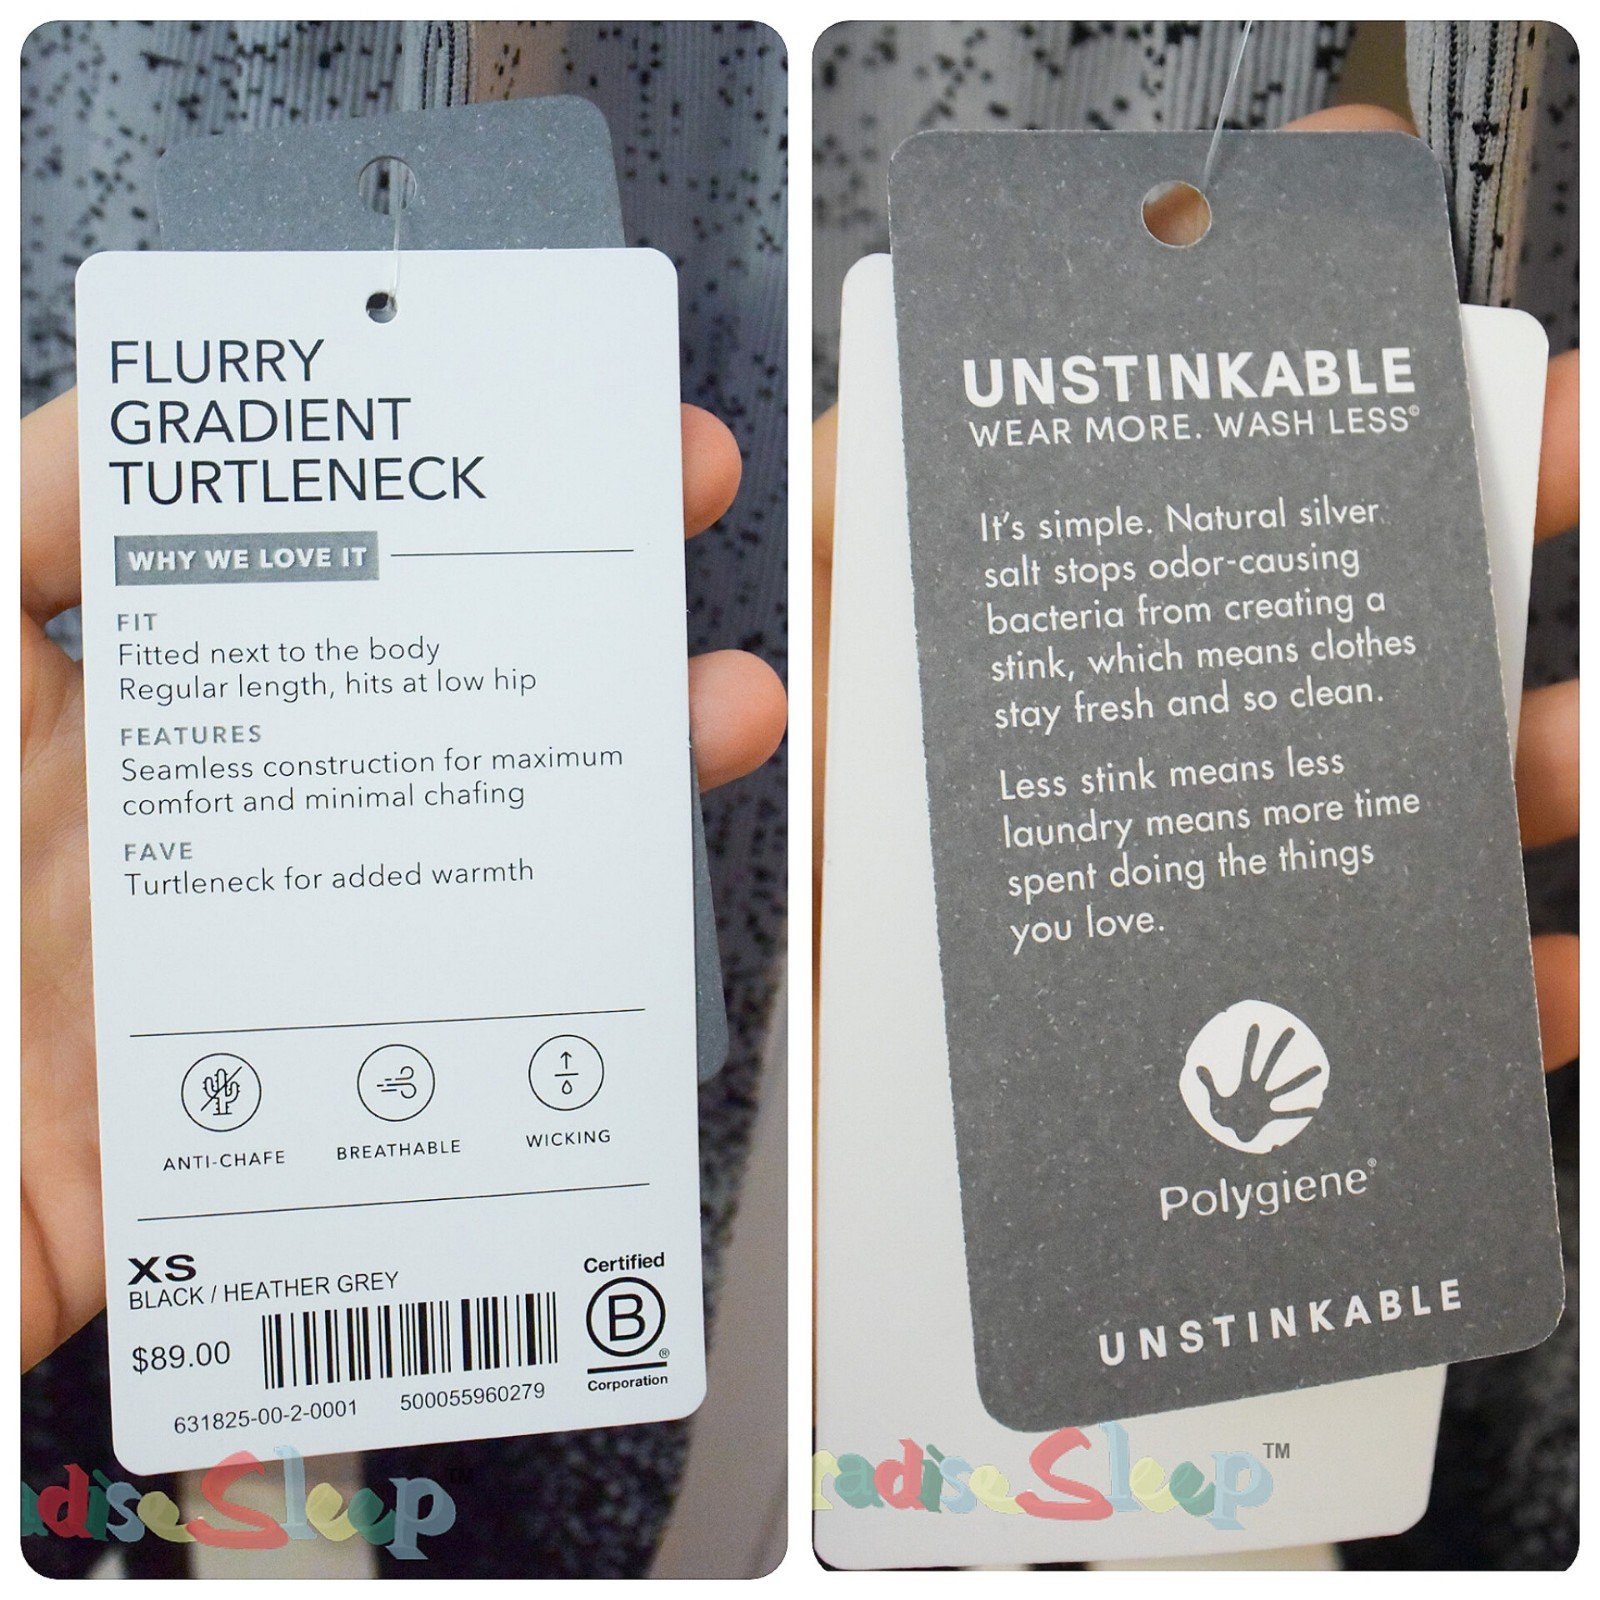 FLURRY
GRADIENT
TURTLENECK
WHY WE LOVE IT
FIT
Fitted next to the body
Regular length, hits at low hip
FEATURES
Seamless construction for maximum
comfort and minimal chafing
FAVE
Turtleneck for added warmth
ANTI-CHAFE
BREATHABLE
WICKING
XS
BLACK / HEATHER GREY
$89.00
631825-00-2-0001
500055960279
Certified
B
®
Corporation
adise Sleep™
UNSTINKABLE
WEAR MORE. WASH LESS®
It's simple. Natural silver
salt stops odor-causing
bacteria from creating a
stink, which means clothes
stay fresh and so clean.
Less stink means less
laundry means more time
spent doing the things
you love.
Polygiene®
UNSTINKABLE
radise Sleep™